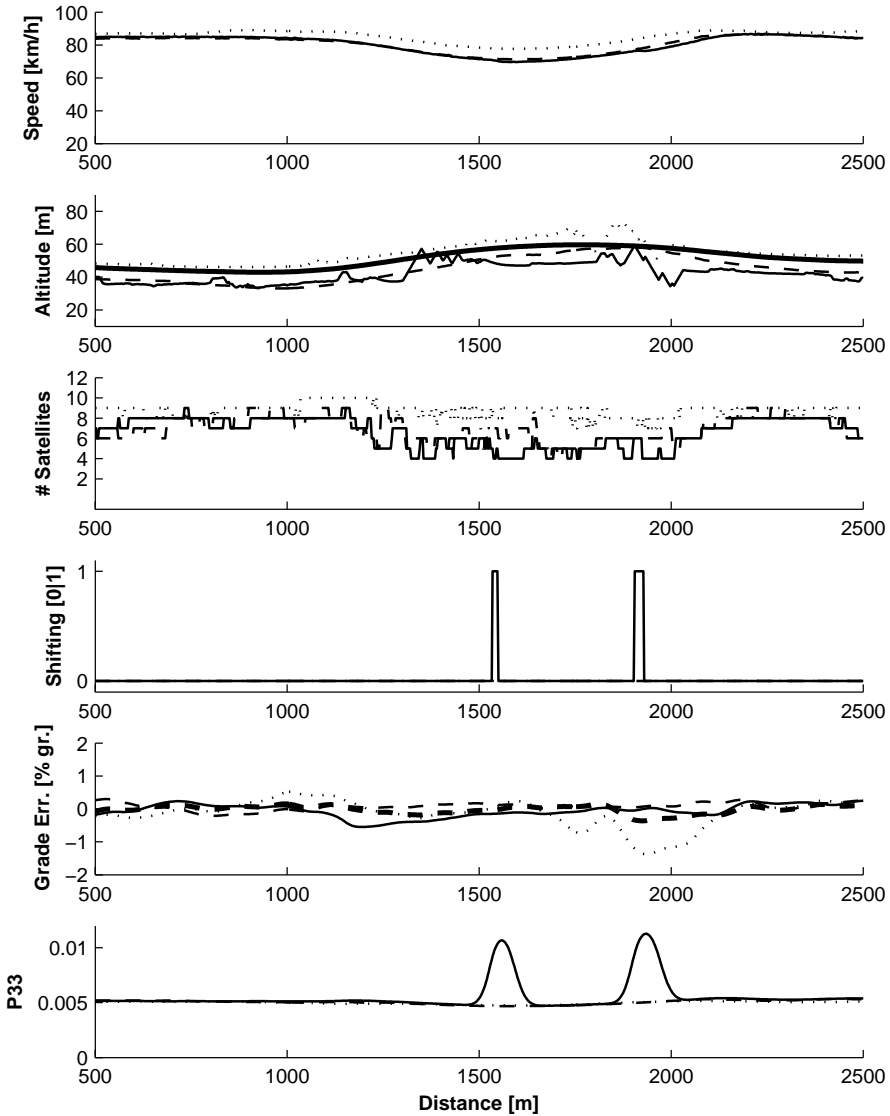 100
80
60
40
20
Speed [km/h]
500 1000 1500 2000 2500
80
60
40
20
Altitude [m]
500 1000 1500 2000 2500
12
10
8
6
4
2
# Satellites
500 1000 1500 2000 2500
1
0
Shifting [0|1]
500 1000 1500 2000 2500
2
1
0
−1
−2
Grade Err. [% gr.]
500 1000 1500 2000 2500
0.01
0.005
0
P33
500 1000 1500 2000 2500
Distance [m]